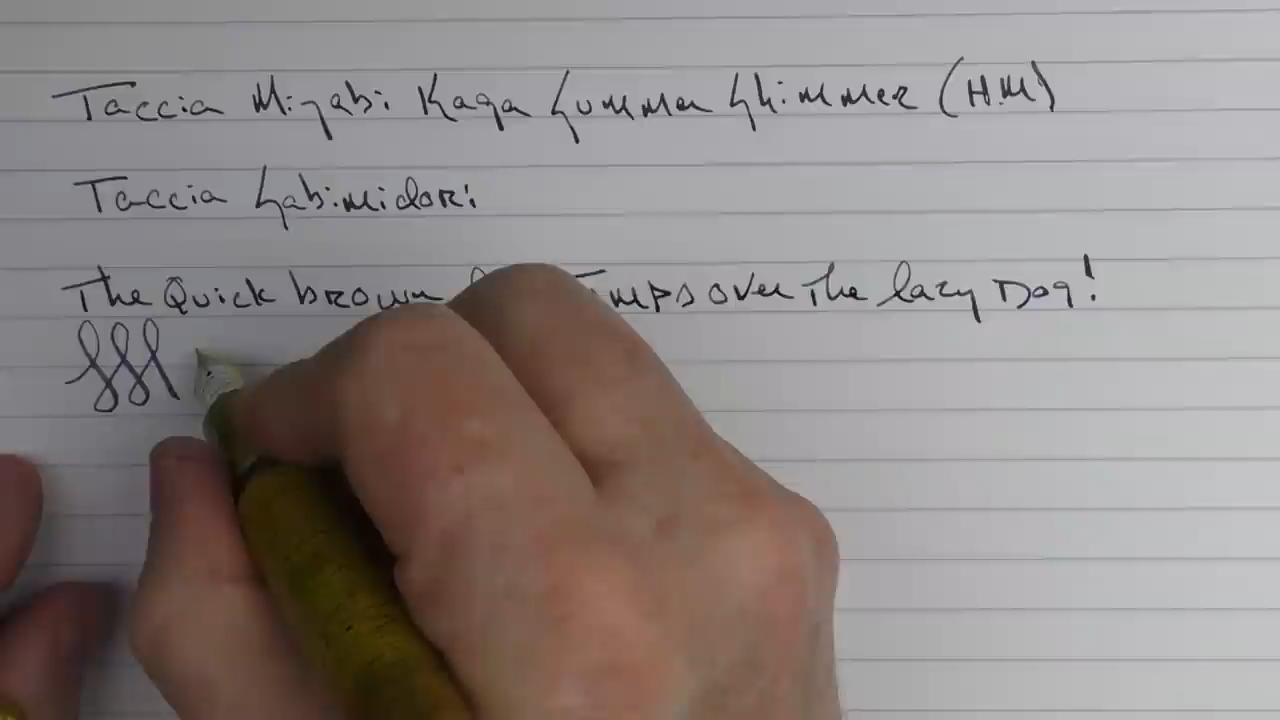 Taccia Miyabi Kaga Summer Shimmer (H.M)
Taccia Sabimidori
The Quick brown Jumps over The lazy Dog!